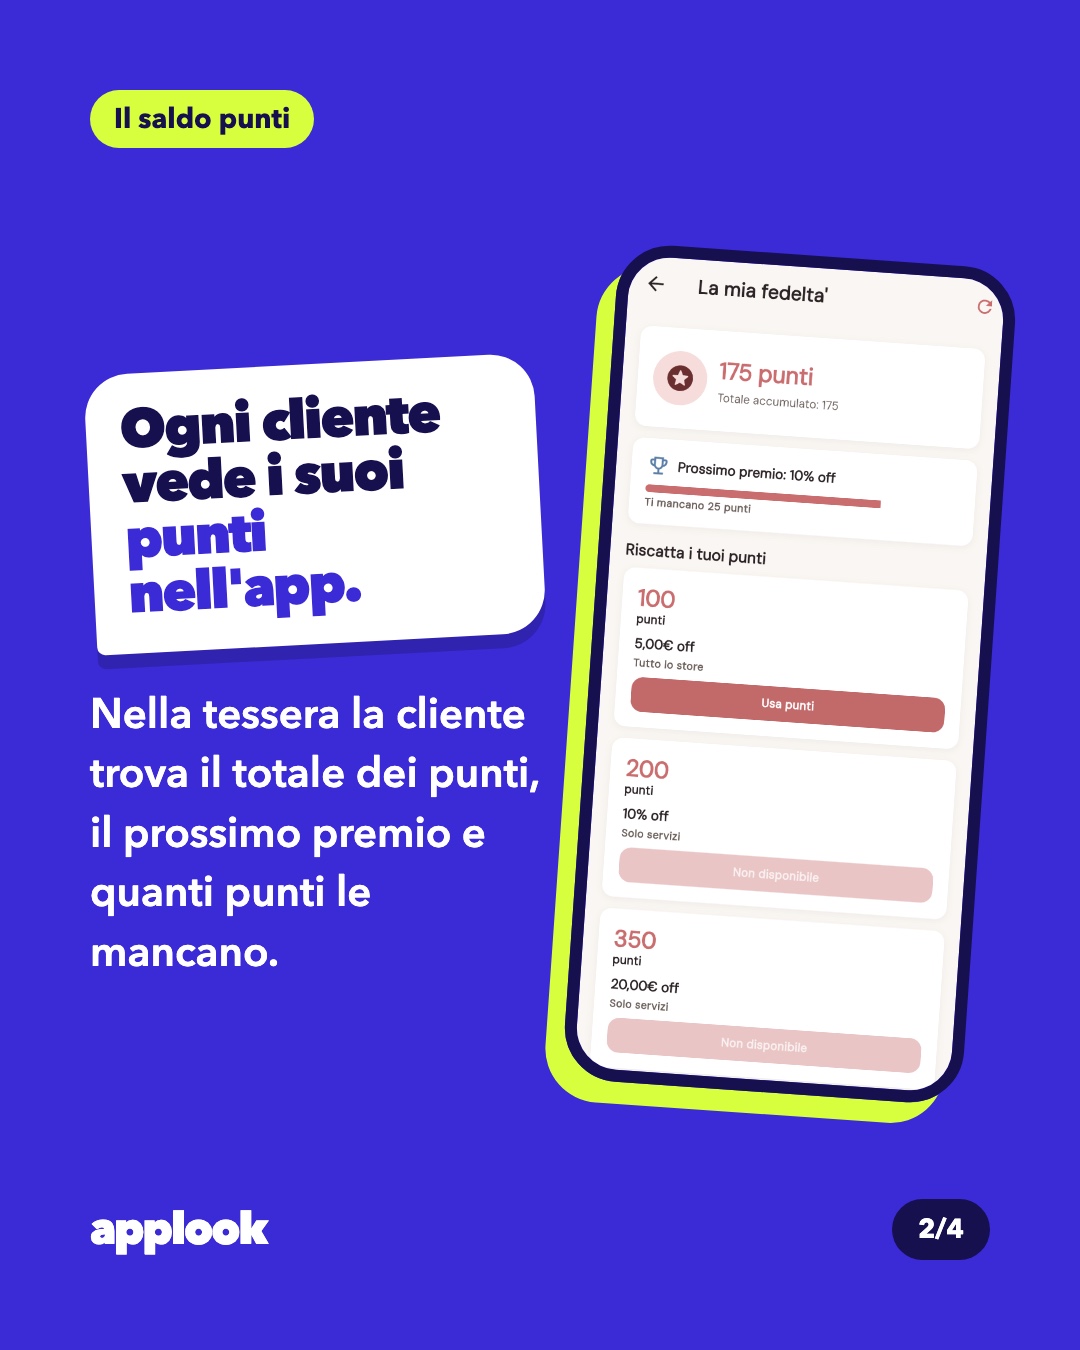 Il saldo punti
Ogni cliente
vede i suoi
punti
nell'app.
Nella tessera la cliente
trova il totale dei punti,
il prossimo premio e
quanti punti le
mancano.
La mia fedelta'
175 punti
Totale accumulato: 175
Prossimo premio: 10% off
Ti mancano 25 punti
Riscatta i tuoi punti
100
punti
5,00€ off
Tutto lo store
Usa punti
200
punti
10% off
Solo servizi
Non disponibile
350
punti
20,00€ off
Solo servizi
Non disponibile
applook
2/4